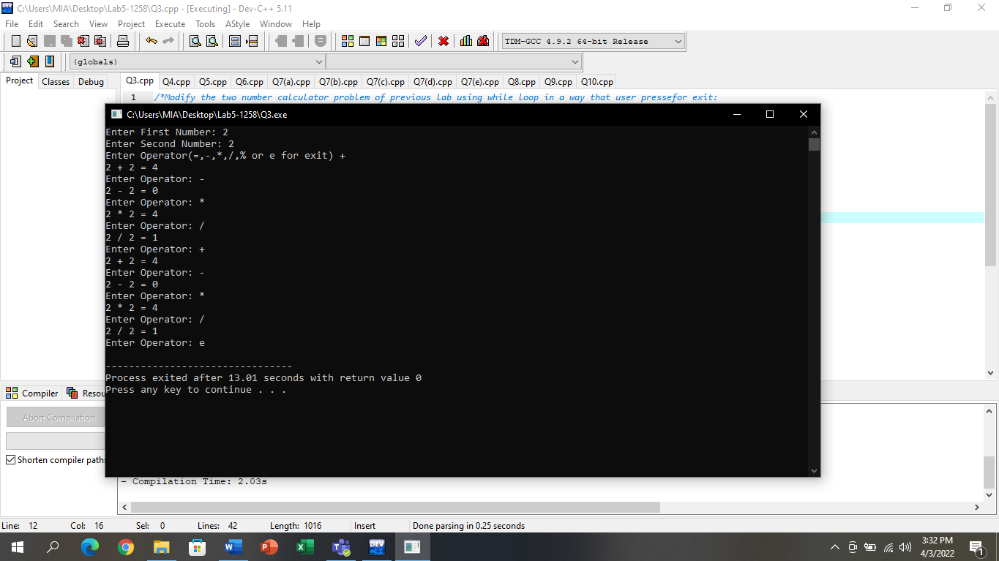 C:\Users\MIA\Desktop\Lab5-1258\Q3.cpp - [Executing] - Dev-C++ 5.11
File Edit Search View Project Execute Tools AStyle Window Help
TDM-GCC 4.9.2 64-bit Release
(globals)
Project Classes Debug Q3.cpp Q4.cpp Q5.cpp Q6.cpp Q7(a).cpp Q7(b).cpp Q7(c).cpp Q7(d).cpp Q7(e).cpp Q8.cpp Q9.cpp Q10.cpp
1 /*Modify the two number calculator problem of previous lab using while loop in a way that user pressefor exit:
C:\Users\MIA\Desktop\Lab5-1258\Q3.exe
Enter First Number: 2
Enter Second Number: 2
Enter Operator(=,-,*,/,% or e for exit) +
2 + 2 = 4
Enter Operator: -
2 - 2 = 0
Enter Operator: *
2 * 2 = 4
Enter Operator: /
2 / 2 = 1
Enter Operator: +
2 + 2 = 4
Enter Operator: -
2 - 2 = 0
Enter Operator: *
2 * 2 = 4
Enter Operator: /
2 / 2 = 1
Enter Operator: e
--------------------------------
Process exited after 13.01 seconds with return value 0
Press any key to continue . . .
Compiler Resou
Abort Compilation
Shorten compiler paths
- Compilation Time: 2.03s
Line: 12 Col: 16 Sel: 0 Lines: 42 Length: 1016 Insert Done parsing in 0.25 seconds
3:32 PM
4/3/2022
1